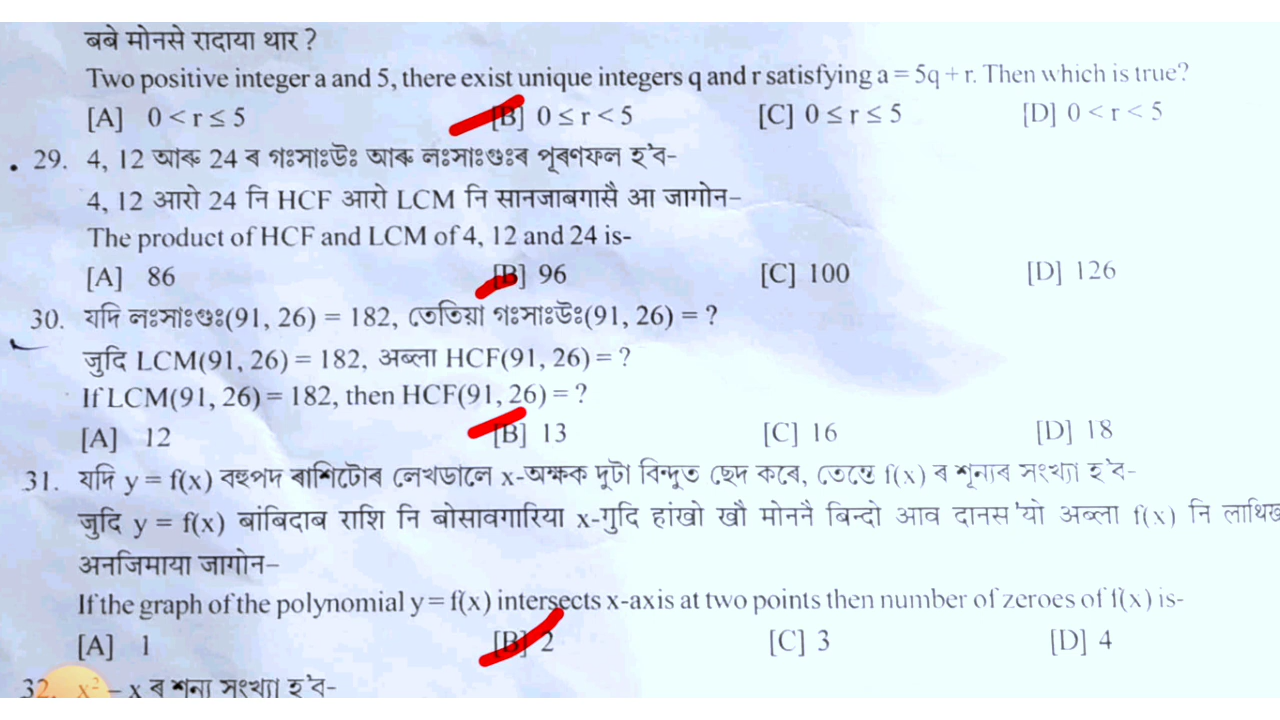 बबे मोनसे रादाया थार ?
Two positive integer a and 5, there exist unique integers q and r satisfying a = 5q + r. Then which is true?
[A] 0 < r ≤ 5 [B] 0 ≤ r < 5 [C] 0 ≤ r ≤ 5 [D] 0 < r < 5
29. 4, 12 আৰু 24 ৰ গঃসাঃউঃ আৰু লঃসাঃগুঃৰ পূৰণফল হ'ব–
4, 12 आरो 24 नि HCF आरो LCM नि सानजाबगासै आ जागोन–
The product of HCF and LCM of 4, 12 and 24 is-
[A] 86 [B] 96 [C] 100 [D] 126
30. যদি লঃসাঃগুঃ(91, 26) = 182, তেতিয়া গঃসাঃউঃ(91, 26) = ?
जुदि LCM(91, 26) = 182, अब्ला HCF(91, 26) = ?
If LCM(91, 26) = 182, then HCF(91, 26) = ?
[A] 12 [B] 13 [C] 16 [D] 18
31. যদি y = f(x) বহুপদ ৰাশিটোৰ লেখডালে x-অক্ষক দুটা বিন্দুত ছেদ কৰে, তেন্তে f(x) ৰ শূন্যৰ সংখ্যা হ'ব–
जुदि y = f(x) बांबिदाब राशि नि बोसावगारिया x-गुदि हांखो खौ मोननै बिन्दो आव दानस'यो अब्ला f(x) नि लाथिख
अनजिमाया जागोन–
If the graph of the polynomial y = f(x) intersects x-axis at two points then number of zeroes of f(x) is-
[A] 1 [B] 2 [C] 3 [D] 4
32. x² – x ৰ শূন্য সংখ্যা হ'ব–